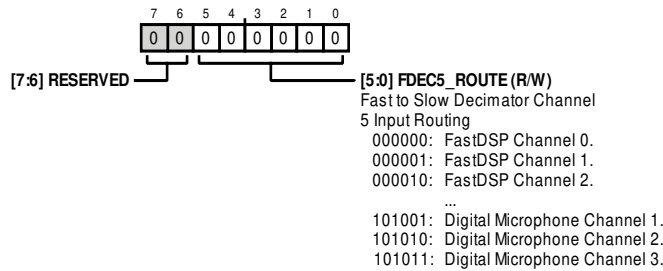 7 6 5 4 3 2 1 0
0 0 0 0 0 0 0 0
[7:6] RESERVED
[5:0] FDEC5_ROUTE (R/W)
Fast to Slow Decimator Channel
5 Input Routing
000000: FastDSP Channel 0.
000001: FastDSP Channel 1.
000010: FastDSP Channel 2.
...
101001: Digital Microphone Channel 1.
101010: Digital Microphone Channel 2.
101011: Digital Microphone Channel 3.